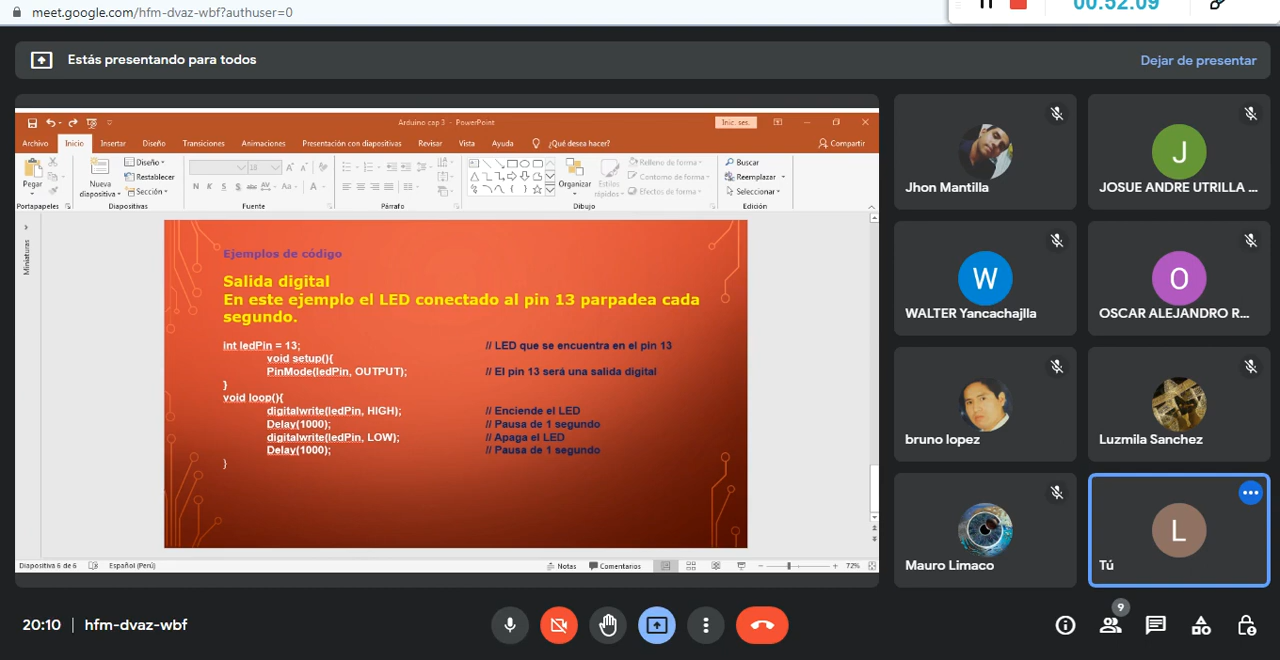 meet.google.com/hfm-dvaz-wbf?authuser=0
00:52:09
Estás presentando para todos
Dejar de presentar
Arduino cap 3 - PowerPoint
Inic. ses.
Archivo Inicio Insertar Diseño Transiciones Animaciones Presentación con diapositivas Revisar Vista Ayuda ¿Qué desea hacer? Compartir
Pegar
Nueva diapositiva
Diseño
Restablecer
Sección
18
N K S S abc AV Aa A
Organizar
Estilos rápidos
Relleno de forma
Contorno de forma
Efectos de forma
Buscar
Reemplazar
Seleccionar
Portapapeles Diapositivas Fuente Párrafo Dibujo Edición
Miniaturas
Ejemplos de código
Salida digital
En este ejemplo el LED conectado al pin 13 parpadea cada
segundo.
int ledPin = 13; // LED que se encuentra en el pin 13
void setup(){
PinMode(ledPin, OUTPUT); // El pin 13 será una salida digital
}
void loop(){
digitalwrite(ledPin, HIGH); // Enciende el LED
Delay(1000); // Pausa de 1 segundo
digitalwrite(ledPin, LOW); // Apaga el LED
Delay(1000); // Pausa de 1 segundo
}
Diapositiva 6 de 6 Español (Perú) Notas Comentarios 72%
Jhon Mantilla
J
JOSUE ANDRE UTRILLA ...
W
WALTER Yancachajlla
O
OSCAR ALEJANDRO R...
bruno lopez
Luzmila Sanchez
Mauro Limaco
L
Tú
20:10 | hfm-dvaz-wbf
9